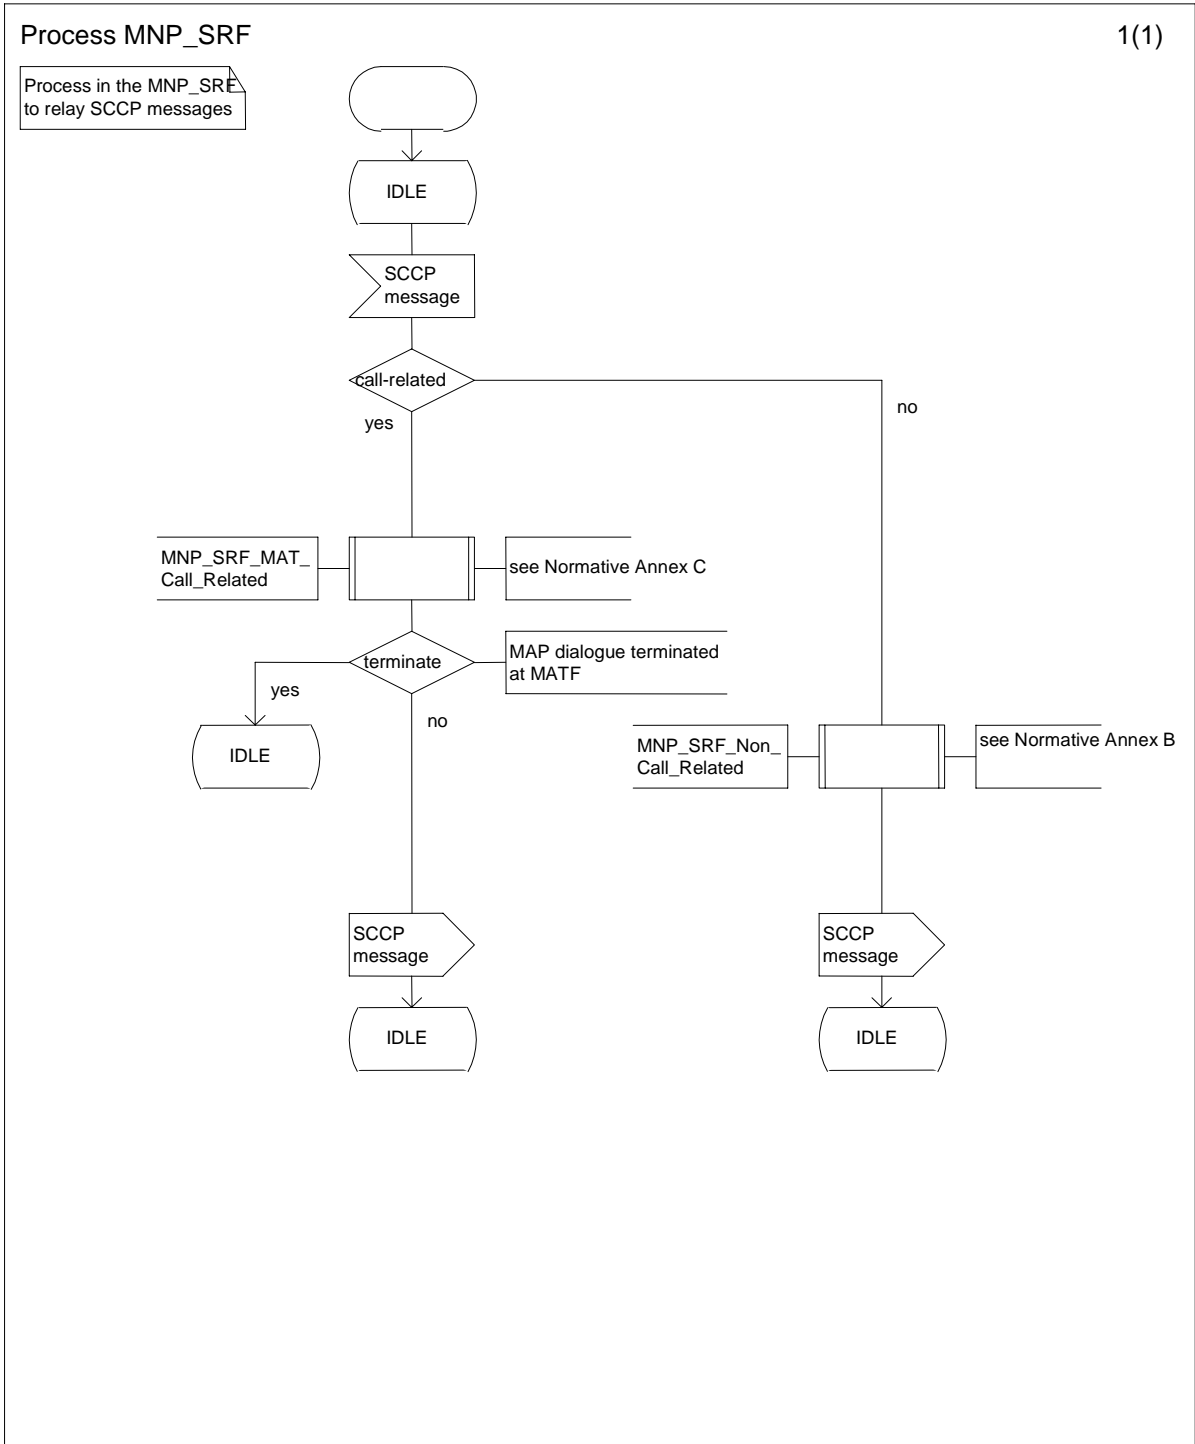 Process MNP_SRF
1(1)
Process in the MNP_SRF
to relay SCCP messages
IDLE
SCCP
message
call-related
yes
no
MNP_SRF_MAT_
Call_Related
see Normative Annex C
terminate
MAP dialogue terminated
at MATF
yes
no
IDLE
MNP_SRF_Non_
Call_Related
see Normative Annex B
SCCP
message
SCCP
message
IDLE
IDLE